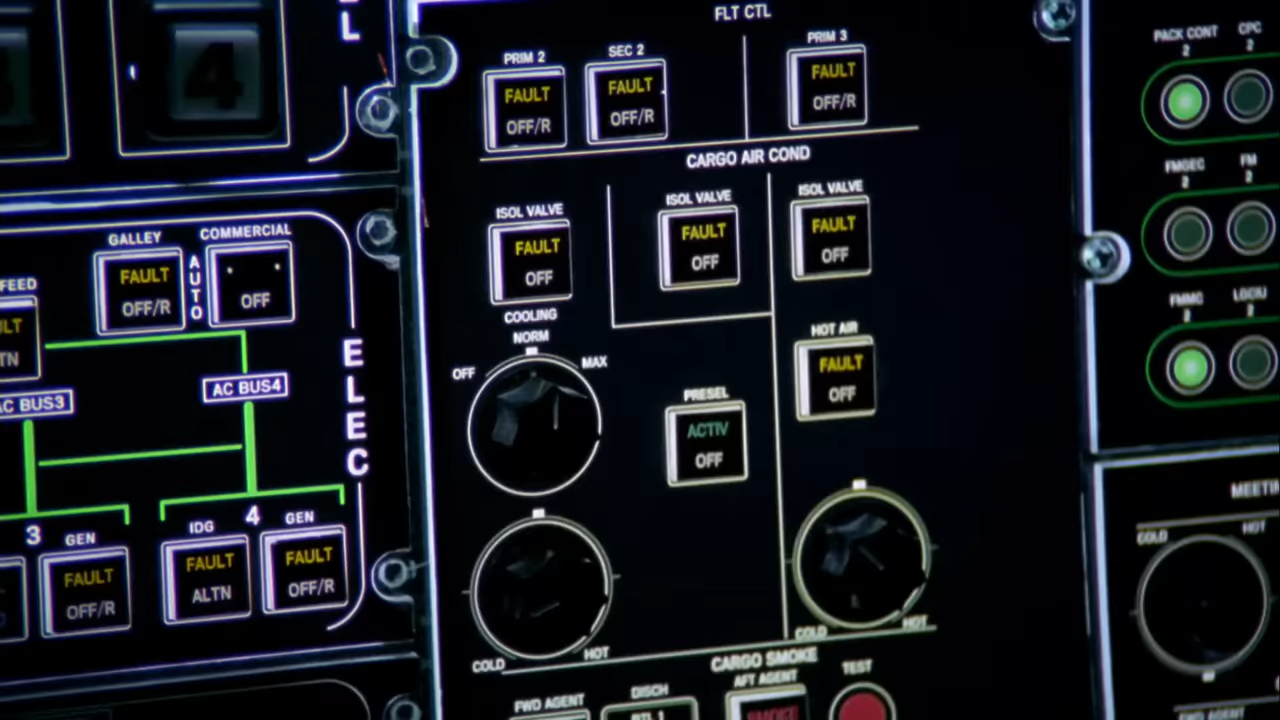 L
4
FLT CTL
PRIM 2
SEC 2
PRIM 3
FAULT
OFF/R
FAULT
OFF/R
FAULT
OFF/R
CARGO AIR COND
ISOL VALVE
ISOL VALVE
ISOL VALVE
FAULT
OFF
FAULT
OFF
FAULT
OFF
COOLING
NORM
OFF
MAX
HOT AIR
FAULT
OFF
PRESEL
ACTIV
OFF
COLD
HOT
COLD
HOT
CARGO SMOKE
FWD AGENT
DISCH
BTL 1
AFT AGENT
SMOKE
TEST
GALLEY
FAULT
OFF/R
AUTO
COMMERCIAL
OFF
FEED
AC BUS3
AC BUS4
ELEC
3
GEN
FAULT
OFF/R
IDG
4
GEN
FAULT
ALTN
FAULT
OFF/R
PACK CONT
2
CPC
2
FMGEC
2
FM
2
FMMC
2
LGCIU
2
COLD
HOT